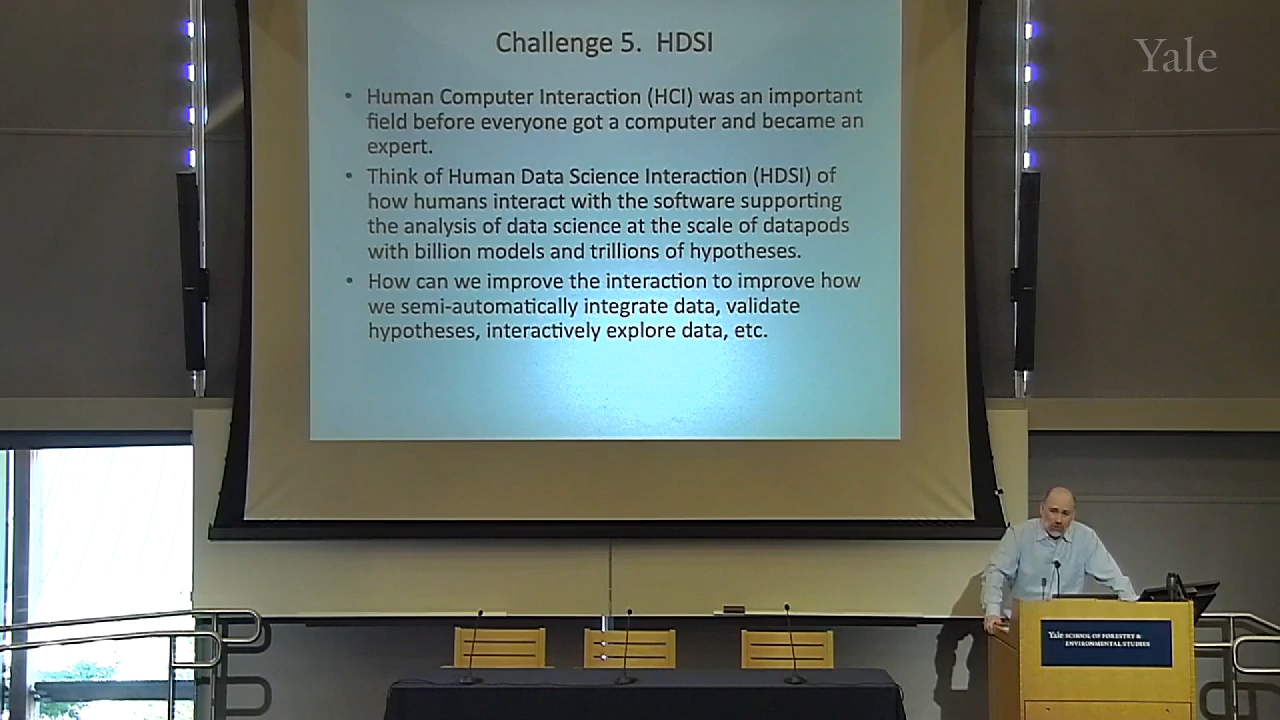 Challenge 5. HDSI
Yale
• Human Computer Interaction (HCI) was an important
field before everyone got a computer and became an
expert.
• Think of Human Data Science Interaction (HDSI) of
how humans interact with the software supporting
the analysis of data science at the scale of datapods
with billion models and trillions of hypotheses.
• How can we improve the interaction to improve how
we semi-automatically integrate data, validate
hypotheses, interactively explore data, etc.
Yale SCHOOL OF FORESTRY &
ENVIRONMENTAL STUDIES